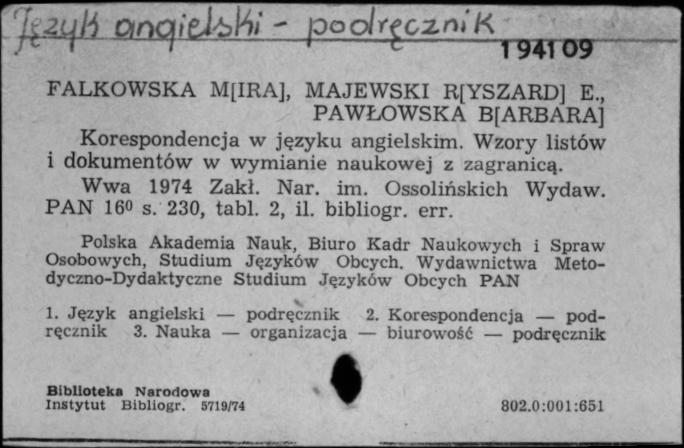 Język angielski - podręcznik
194109
FALKOWSKA M[IRA], MAJEWSKI R[YSZARD] E.,
PAWŁOWSKA B[ARBARA]
Korespondencja w języku angielskim. Wzory listów
i dokumentów w wymianie naukowej z zagranicą.
Wwa 1974 Zakł. Nar. im. Ossolińskich Wydaw.
PAN 16⁰ s. 230, tabl. 2, il. bibliogr. err.
Polska Akademia Nauk, Biuro Kadr Naukowych i Spraw
Osobowych, Studium Języków Obcych. Wydawnictwa Meto-
dyczno-Dydaktyczne Studium Języków Obcych PAN
1. Język angielski — podręcznik 2. Korespondencja — pod-
ręcznik 3. Nauka — organizacja — biurowość — podręcznik
Biblioteka Narodowa
Instytut Bibliogr. 5719/74
802.0:001:651